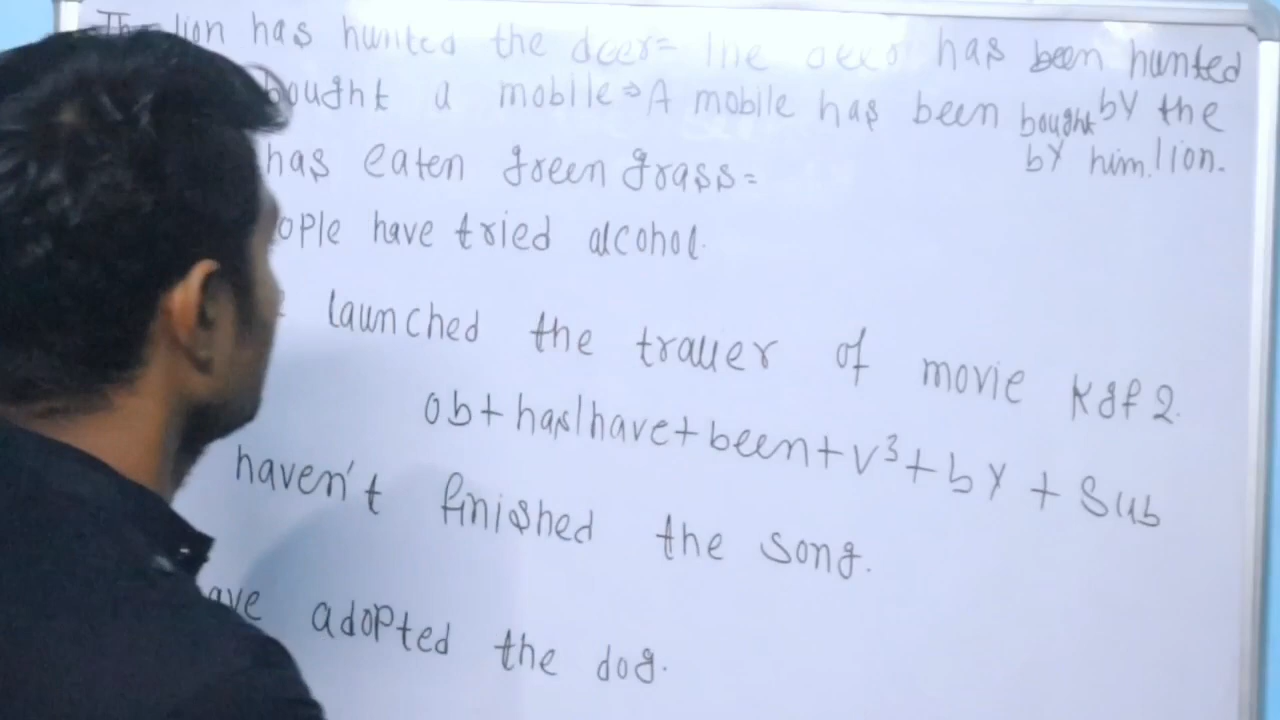 The lion has hunted the deer= The deer has been hunted
bought a mobile⇒A mobile has been bought by the
has eaten green grass= by him. lion.
ople have tried alcohol.
launched the trailer of movie Kgf 2.
ob+has/have+been+v³+by+sub
haven't finished the song.
ave adopted the dog.